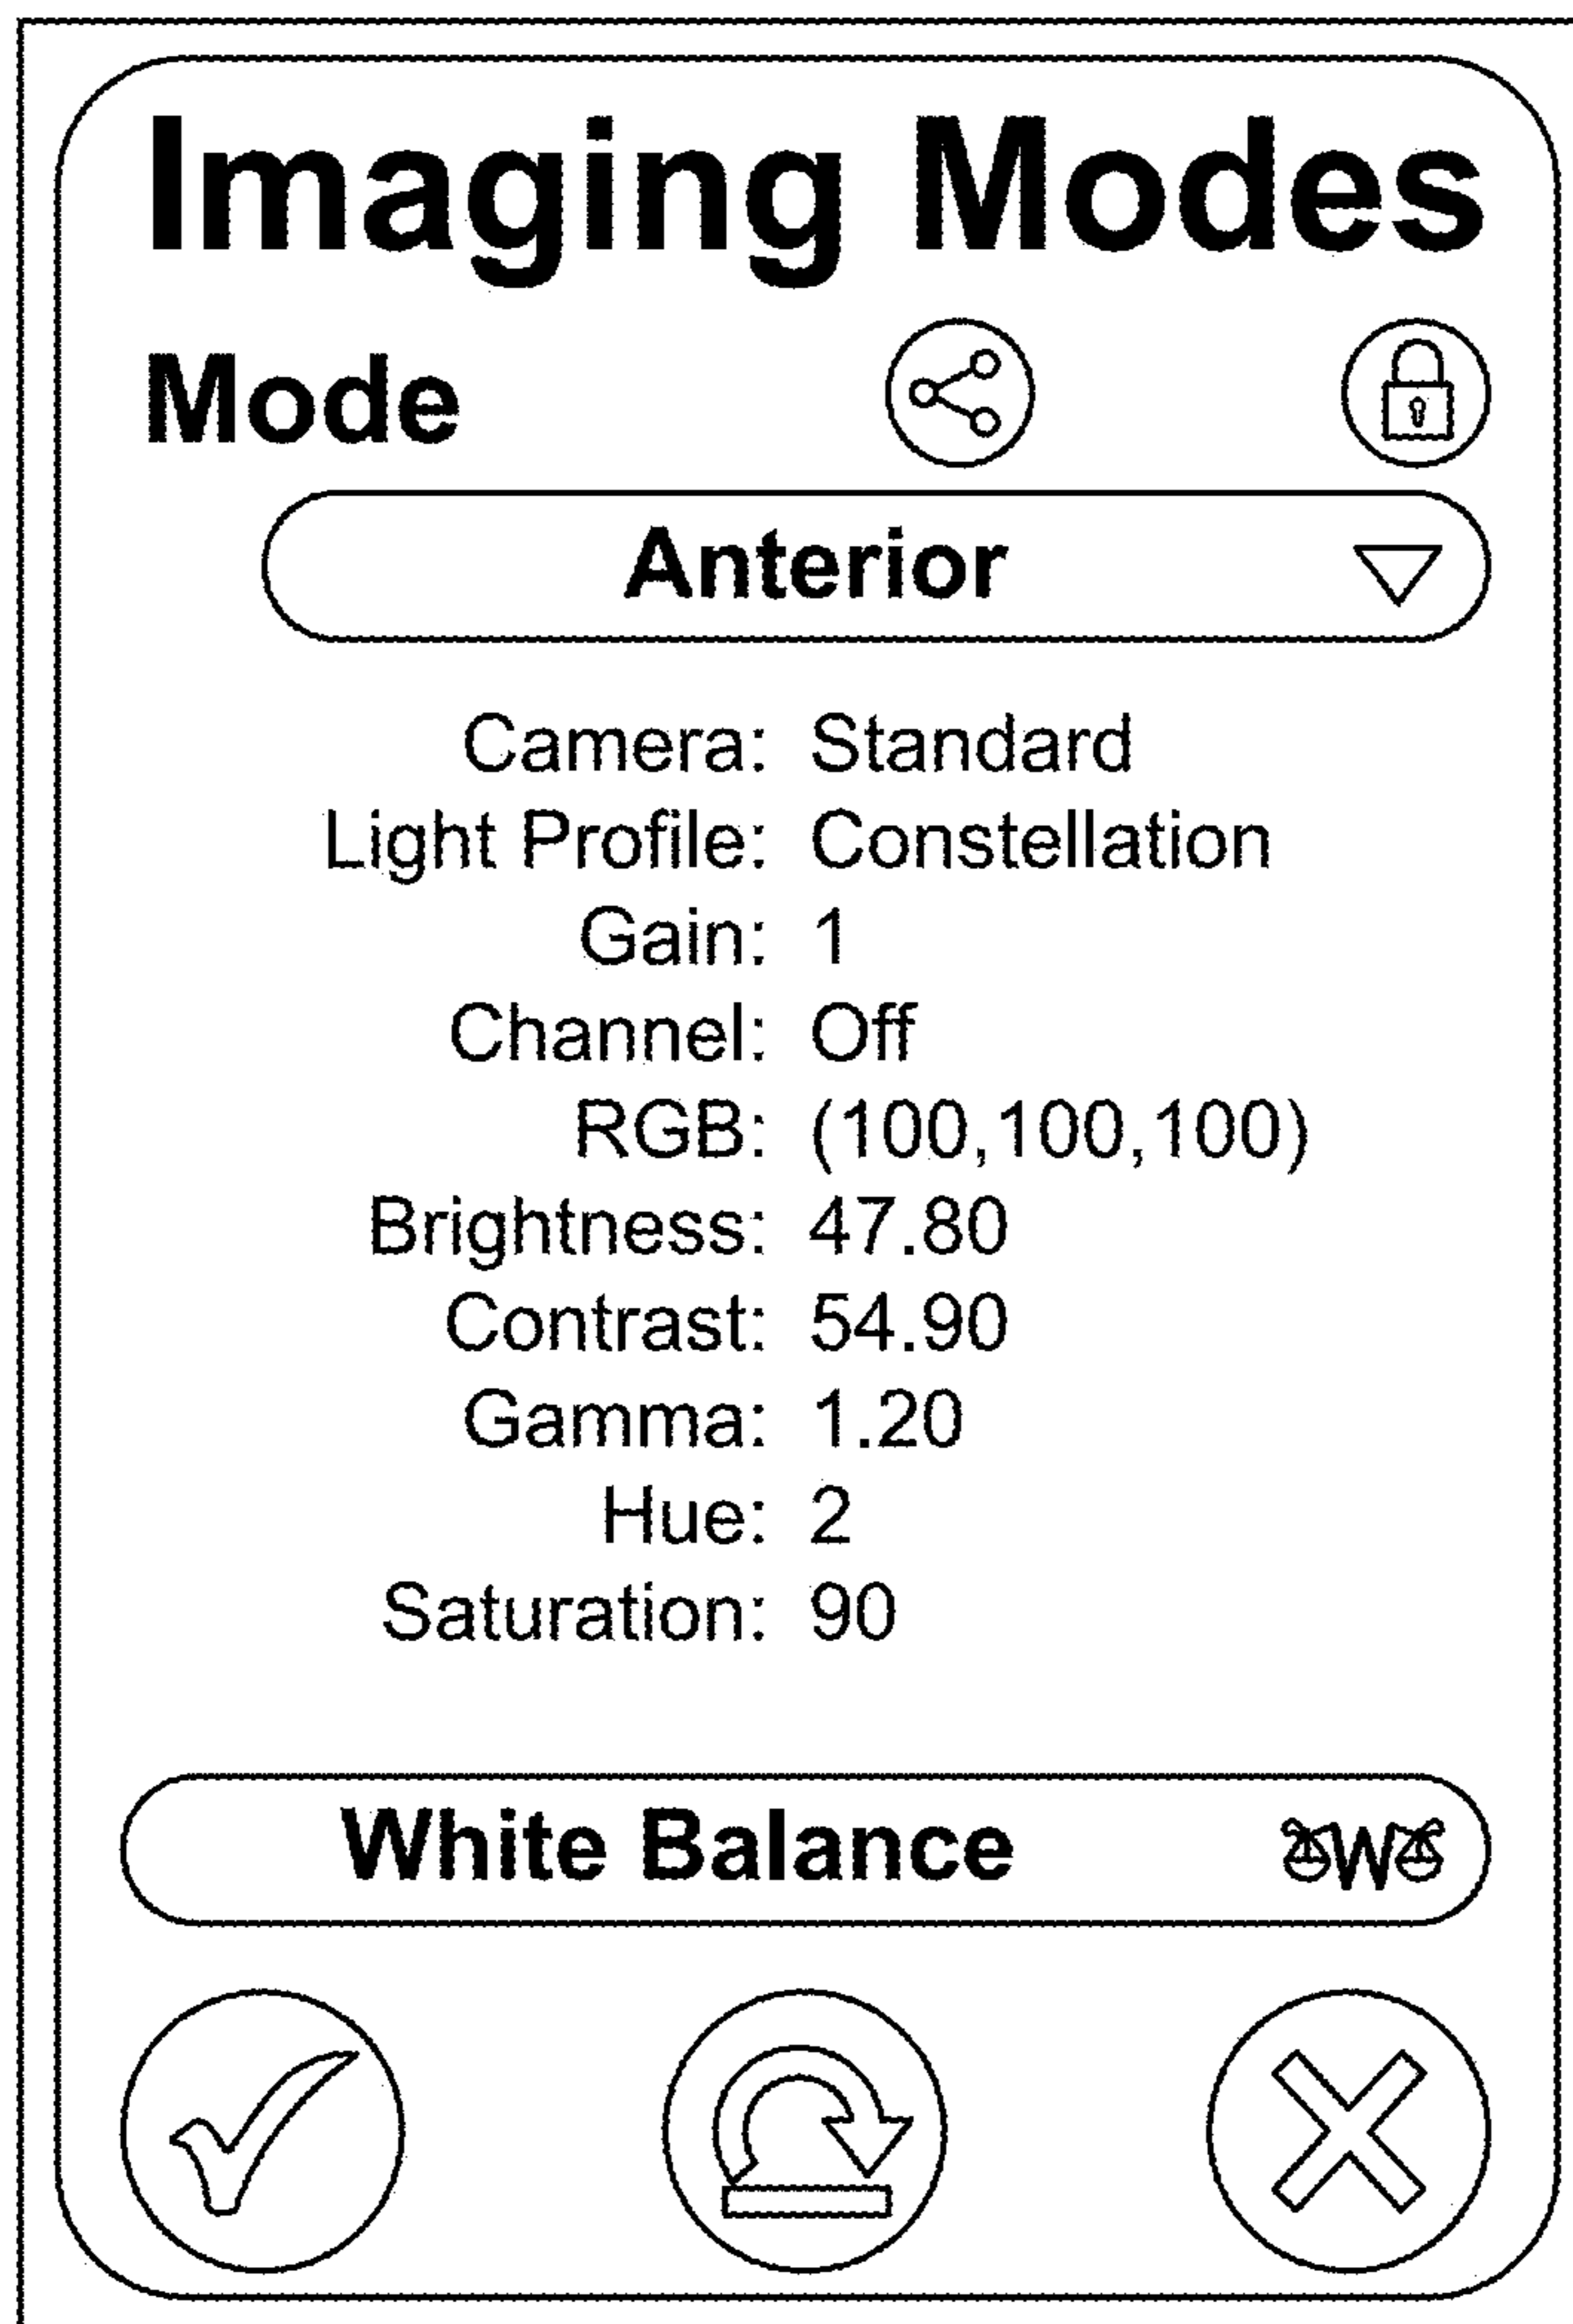 Imaging Modes
Mode
Anterior
Camera: Standard
Light Profile: Constellation
Gain: 1
Channel: Off
RGB: (100,100,100)
Brightness: 47.80
Contrast: 54.90
Gamma: 1.20
Hue: 2
Saturation: 90
White Balance W